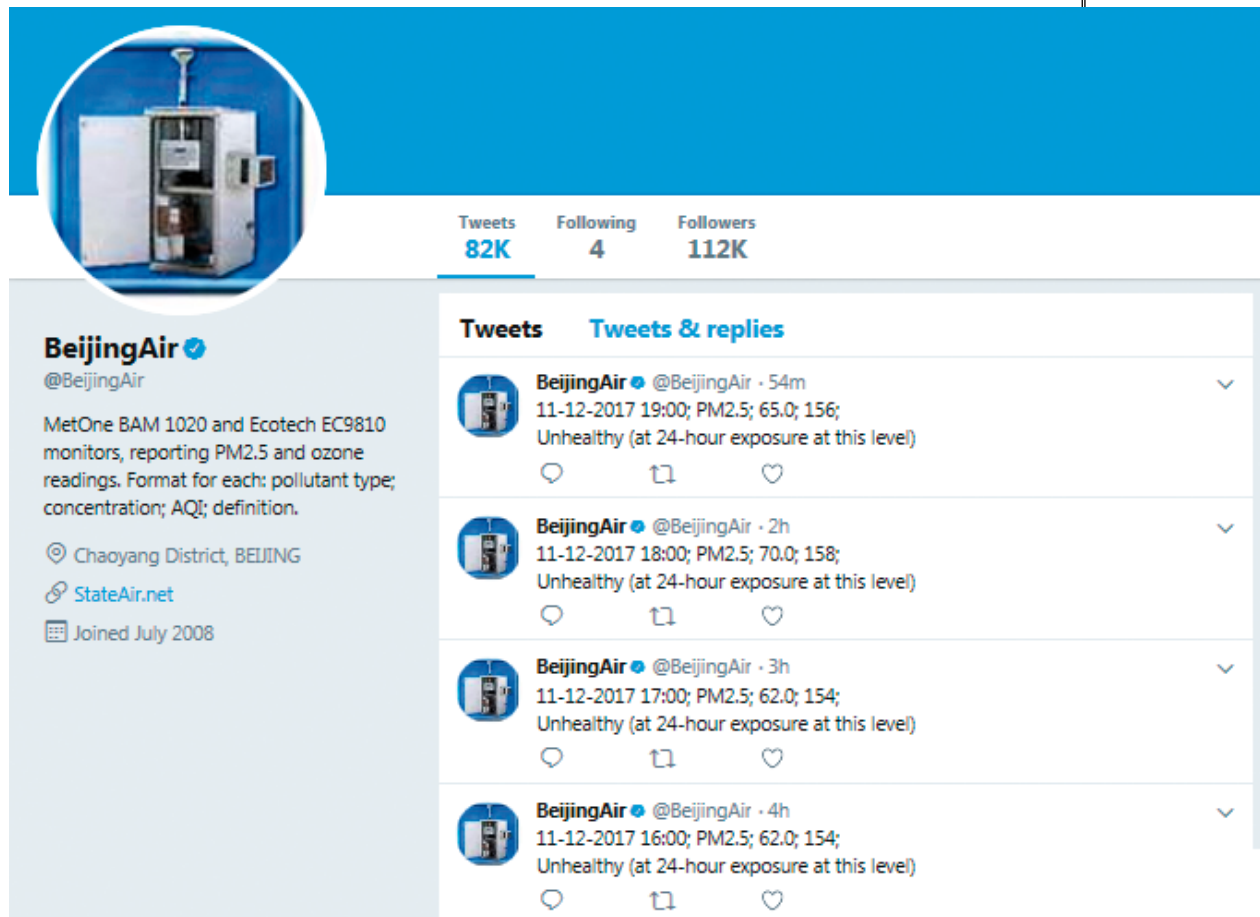 Tweets Following Followers
82K 4 112K
BeijingAir
@BeijingAir
MetOne BAM 1020 and Ecotech EC9810
monitors, reporting PM2.5 and ozone
readings. Format for each: pollutant type;
concentration; AQI; definition.
Chaoyang District, BEIJING
StateAir.net
Joined July 2008
Tweets Tweets & replies
BeijingAir @BeijingAir · 54m
11-12-2017 19:00; PM2.5; 65.0; 156;
Unhealthy (at 24-hour exposure at this level)
BeijingAir @BeijingAir · 2h
11-12-2017 18:00; PM2.5; 70.0; 158;
Unhealthy (at 24-hour exposure at this level)
BeijingAir @BeijingAir · 3h
11-12-2017 17:00; PM2.5; 62.0; 154;
Unhealthy (at 24-hour exposure at this level)
BeijingAir @BeijingAir · 4h
11-12-2017 16:00; PM2.5; 62.0; 154;
Unhealthy (at 24-hour exposure at this level)